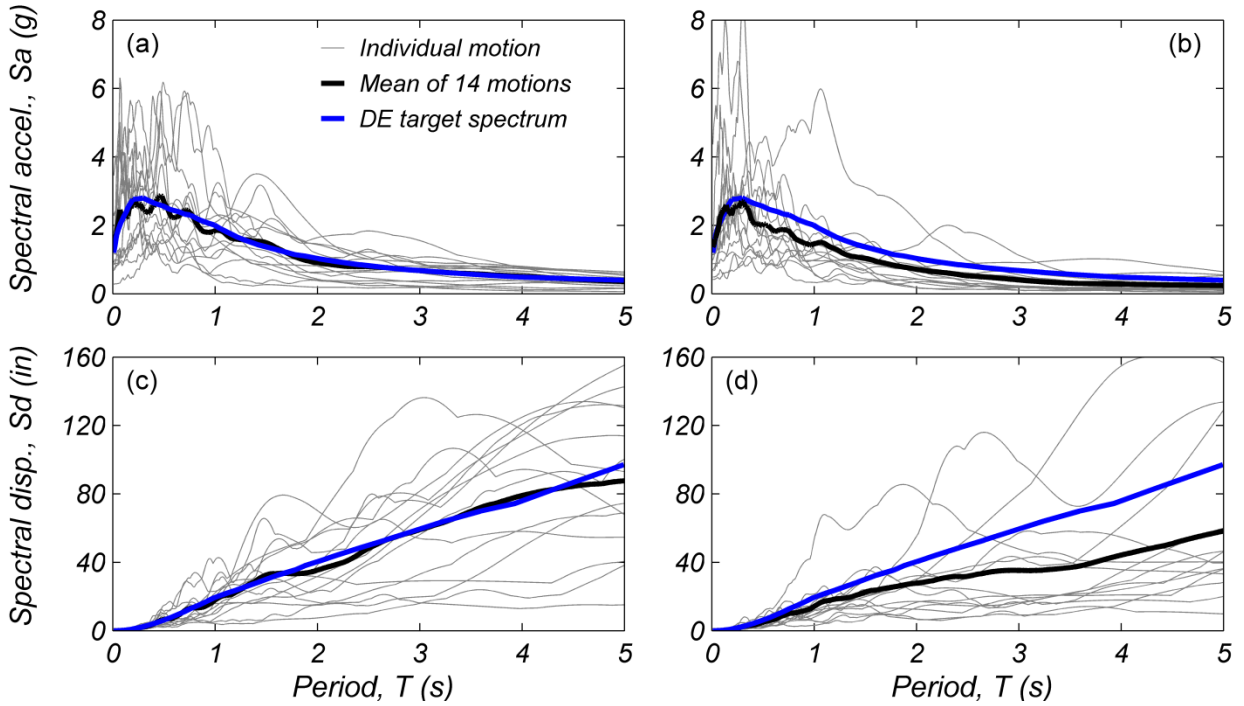 Spectral accel., Sa (g)
8
6
4
2
0
(a)
Individual motion
Mean of 14 motions
DE target spectrum
0 1 2 3 4 5
8
6
4
2
0
(b)
0 1 2 3 4 5
Spectral disp., Sd (in)
160
120
80
40
0
(c)
0 1 2 3 4 5
Period, T (s)
160
120
80
40
0
(d)
0 1 2 3 4 5
Period, T (s)